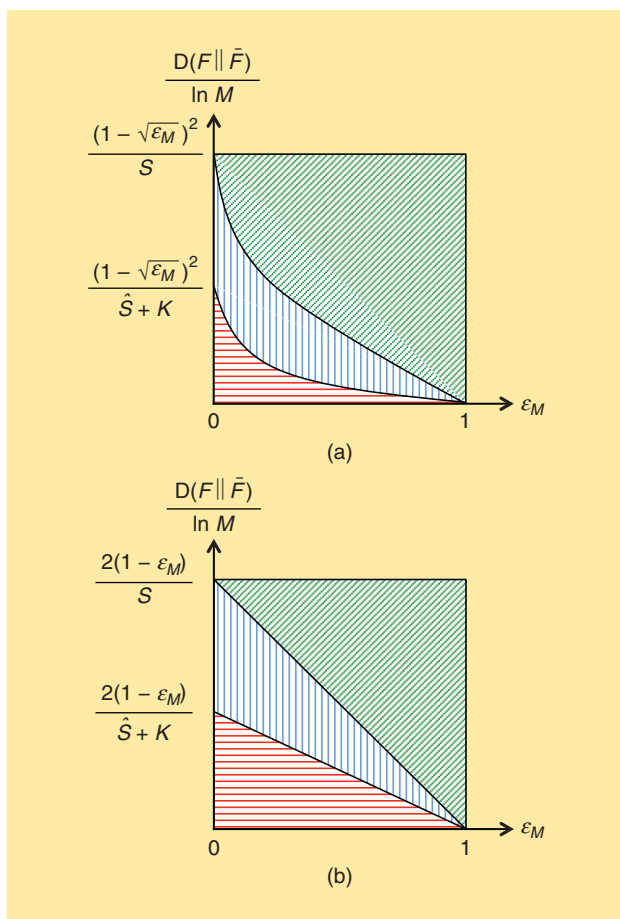 D(F || F̄)
ln M
(1 − √ε_M)²
S
(1 − √ε_M)²
Ŝ + K
0
1
ε_M
(a)
D(F || F̄)
ln M
2(1 − ε_M)
S
2(1 − ε_M)
Ŝ + K
0
1
ε_M
(b)